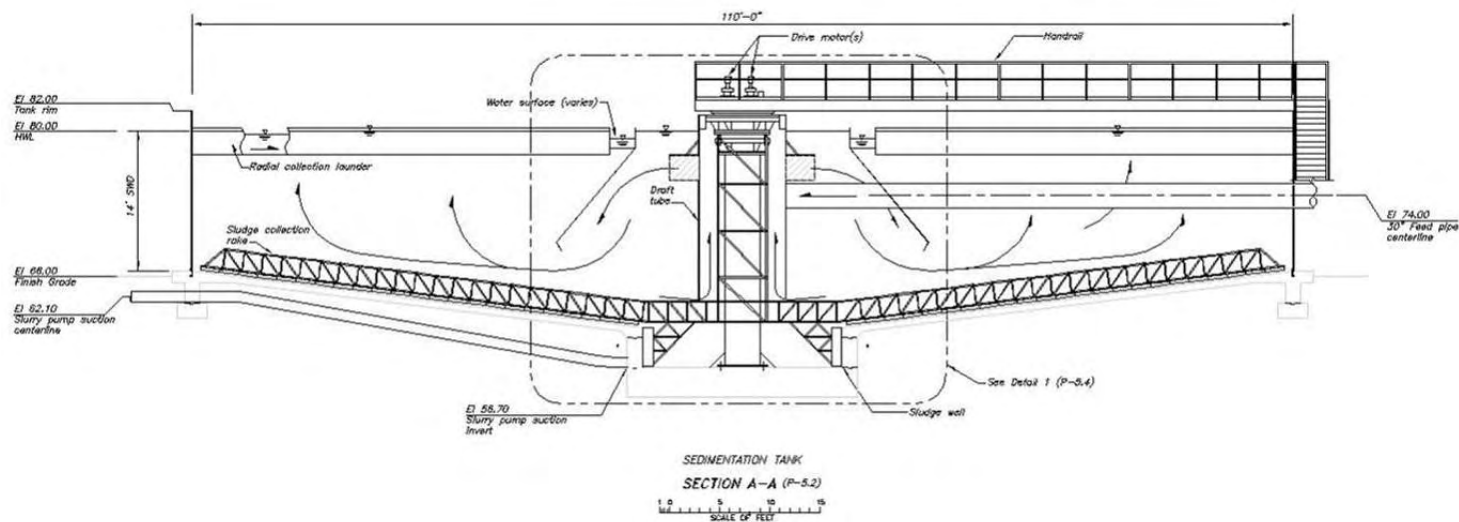 110'-0"
Drive motor(s)
Handrail
El 82.00
Tank rim
Water surface (varies)
El 80.00
HWL
Radial collection launder
14' SWD
Draft
tube
Sludge collection
rake
El 74.00
30" Feed pipe
centerline
El 66.00
Finish Grade
El 62.10
Slurry pump suction
centerline
See Detail 1 (P-5.4)
El 56.70
Slurry pump suction
Invert
Sludge well
SEDIMENTATION TANK
SECTION A-A (P-5.2)
1 0 5 10 15
SCALE OF FEET